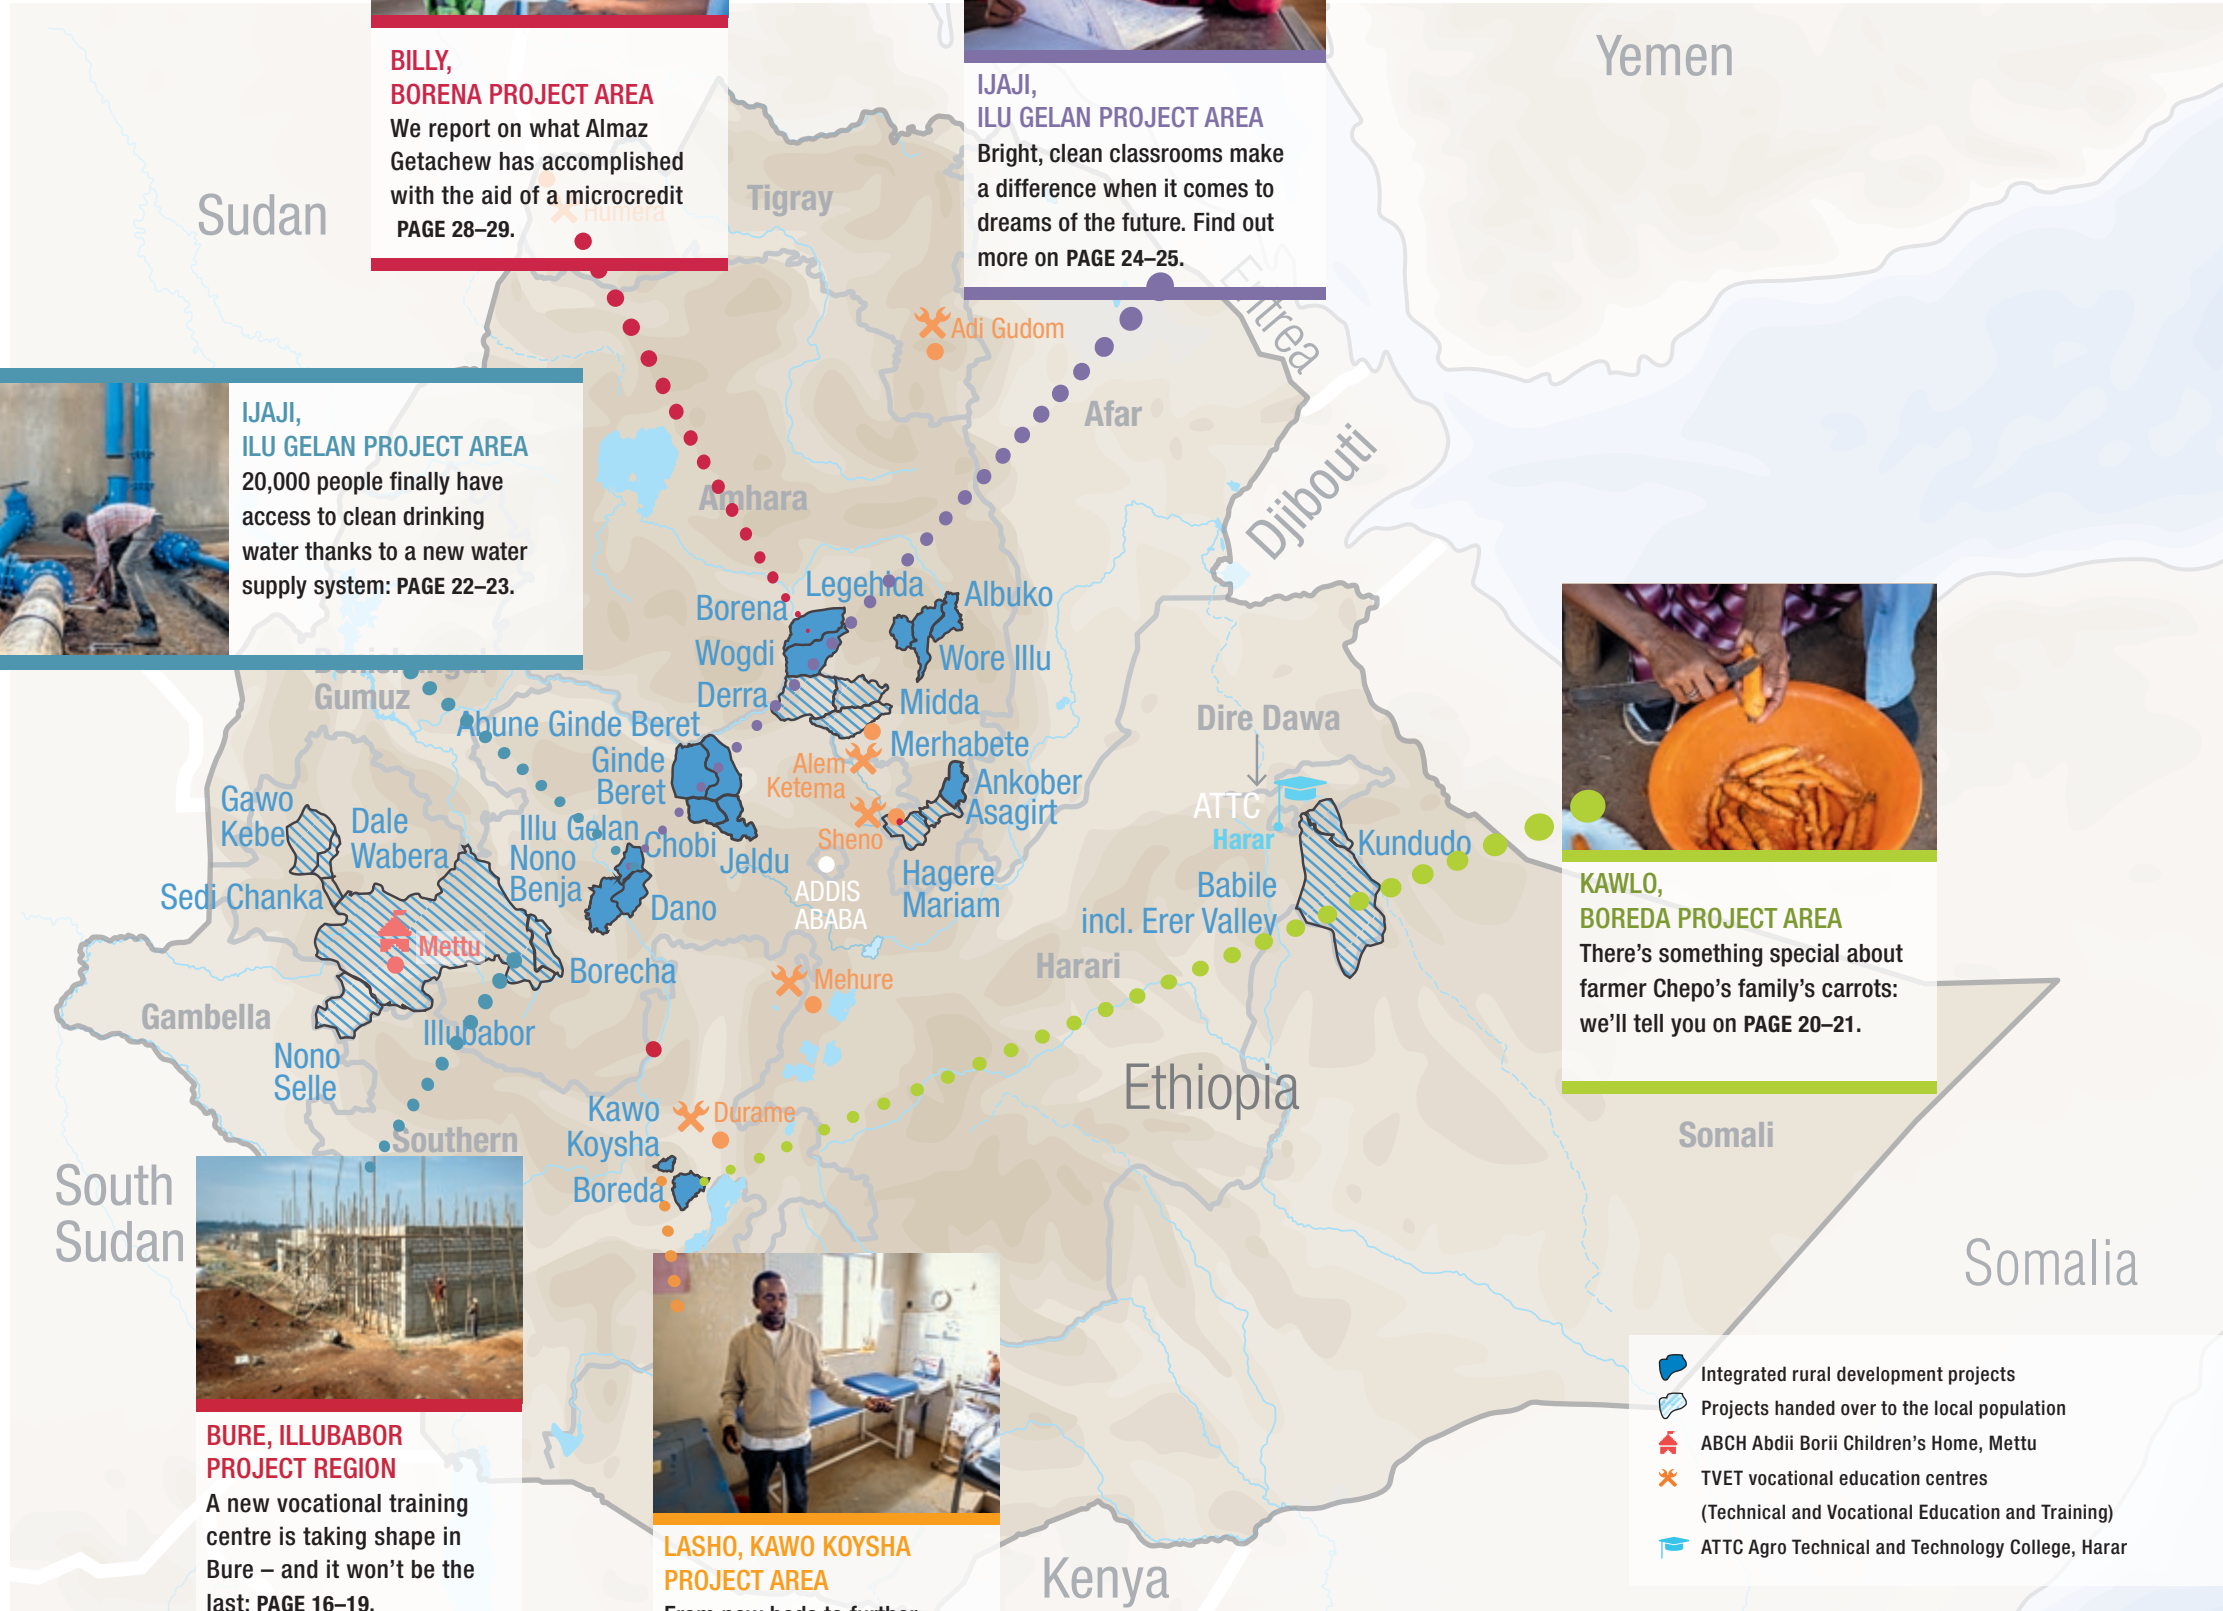 BILLY,
BORENA PROJECT AREA
We report on what Almaz
Getachew has accomplished
with the aid of a microcredit
PAGE 28–29.
IJAJI,
ILU GELAN PROJECT AREA
Bright, clean classrooms make
a difference when it comes to
dreams of the future. Find out
more on PAGE 24–25.
Yemen
Sudan
Humera
Tigray
Eritrea
Adi Gudom
Afar
Djibouti
IJAJI,
ILU GELAN PROJECT AREA
20,000 people finally have
access to clean drinking
water thanks to a new water
supply system: PAGE 22–23.
Amhara
Legehida
Albuko
Borena
Wogdi
Wore Illu
Derra
Midda
Benishangul
Gumuz
Abune Ginde Beret
Merhabete
Ginde
Beret
Alem
Ketema
Ankober
Asagirt
Dire Dawa
ATTC
Harar
Kundudo
Gawo
Kebe
Dale
Wabera
Illu Gelan
Chobi
Sheno
Nono
Benja
Jeldu
Hagere
Mariam
Babile
incl. Erer Valley
Sedi Chanka
Dano
ADDIS
ABABA
Mettu
Borecha
Mehure
Harari
Gambella
Illubabor
Nono
Selle
Ethiopia
KAWLO,
BOREDA PROJECT AREA
There's something special about
farmer Chepo's family's carrots:
we'll tell you on PAGE 20–21.
Kawo
Koysha
Durame
Southern
Somali
Boreda
South
Sudan
Somalia
BURE, ILLUBABOR
PROJECT REGION
A new vocational training
centre is taking shape in
Bure – and it won't be the
last: PAGE 16–19.
LASHO, KAWO KOYSHA
PROJECT AREA
From new beds to further
Kenya
Integrated rural development projects
Projects handed over to the local population
ABCH Abdii Borii Children's Home, Mettu
TVET vocational education centres
(Technical and Vocational Education and Training)
ATTC Agro Technical and Technology College, Harar